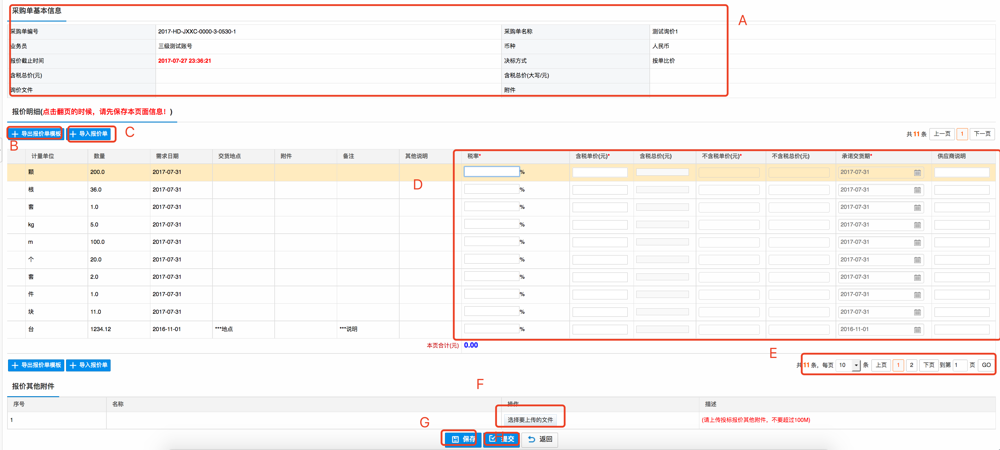 采购单基本信息
A
采购单编号 2017-HD-JXXC-0000-3-0530-1 采购单名称 测试询价1
业务员 三级测试账号 币种 人民币
报价截止时间 2017-07-27 23:36:21 决标方式 按单比价
含税总价(元) 含税总价(大写/元)
询价文件 附件
报价明细(点击翻页的时候，请先保存本页面信息！)
导出报价单模板 导入报价单 C 共 11 条 上一页 1 下一页
B
计量单位 数量 需求日期 交货地点 附件 备注 其他说明 税率* 含税单价(元)* 含税总价(元) 不含税单价(元)* 不含税总价(元) 承诺交货期* 供应商说明
颗 200.0 2017-07-31 % 2017-07-31
D
根 36.0 2017-07-31 % 2017-07-31
套 1.0 2017-07-31 % 2017-07-31
kg 5.0 2017-07-31 % 2017-07-31
m 100.0 2017-07-31 % 2017-07-31
个 20.0 2017-07-31 % 2017-07-31
套 2.0 2017-07-31 % 2017-07-31
件 1.0 2017-07-31 % 2017-07-31
块 11.0 2017-07-31 % 2017-07-31
台 1234.12 2016-11-01 ***地点 ***说明 % 2016-11-01
本页合计(元) 0.00
E
导出报价单模板 导入报价单 共 11 条，每页 10 条 上页 1 2 下页 到第 1 页 GO
F
报价其他附件
序号 名称 操作 描述
1 选择要上传的文件 (请上传投标报价其他附件，不要超过100M)
G
保存 H 提交 返回